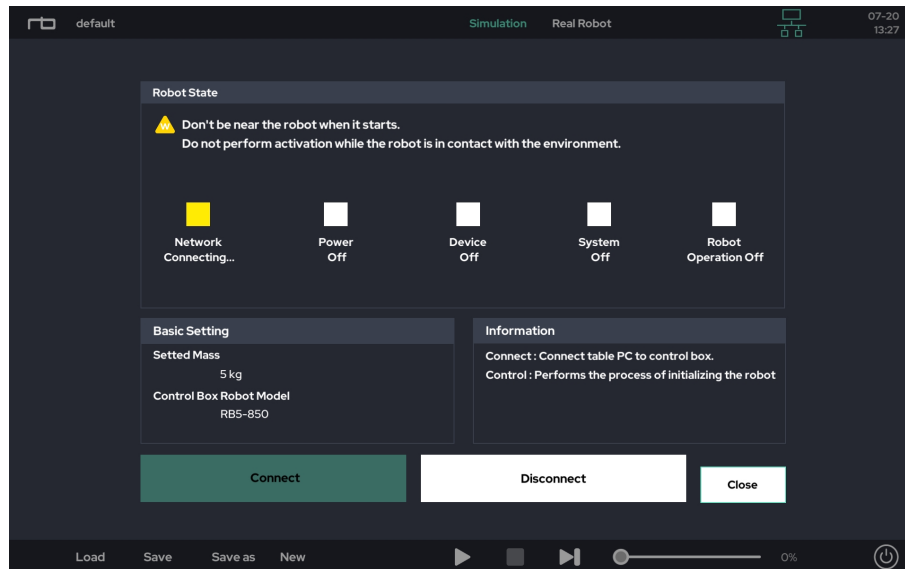 rb default Simulation Real Robot 07-20
13:27
Robot State
W Don't be near the robot when it starts.
Do not perform activation while the robot is in contact with the environment.
Network Power Device System Robot
Connecting... Off Off Off Operation Off
Basic Setting
Setted Mass
5 kg
Control Box Robot Model
RB5-850
Information
Connect : Connect table PC to control box.
Control : Performs the process of initializing the robot
Connect Disconnect Close
Load Save Save as New 0%